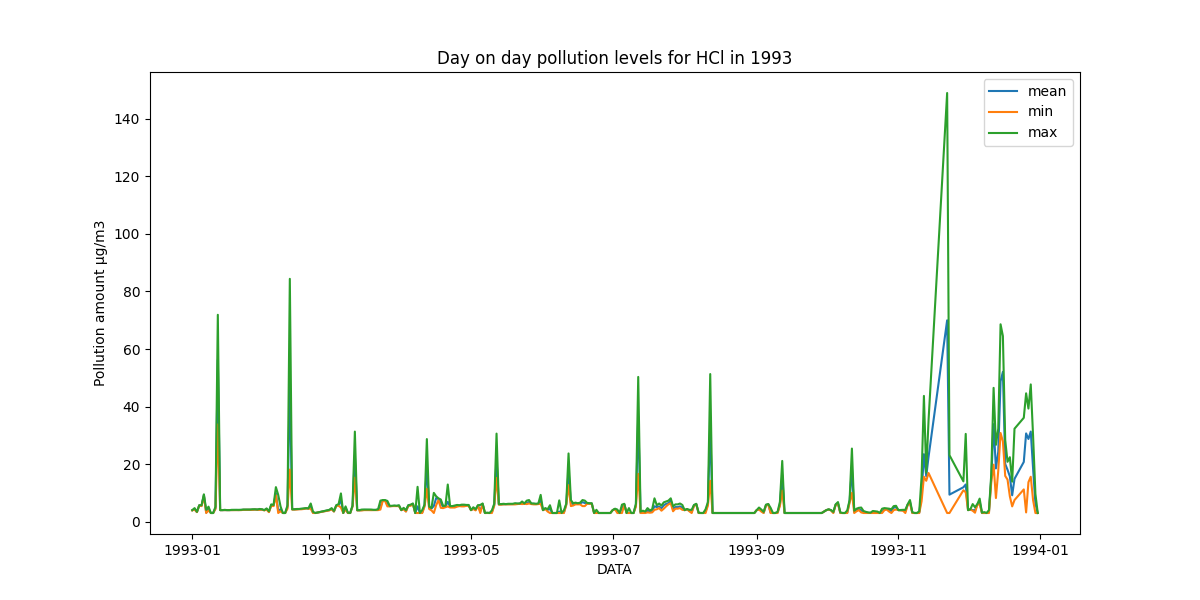 Day on day pollution levels for HCl in 1993
mean
min
max
Pollution amount µg/m3
140
120
100
80
60
40
20
0
1993-01
1993-03
1993-05
1993-07
1993-09
1993-11
1994-01
DATA